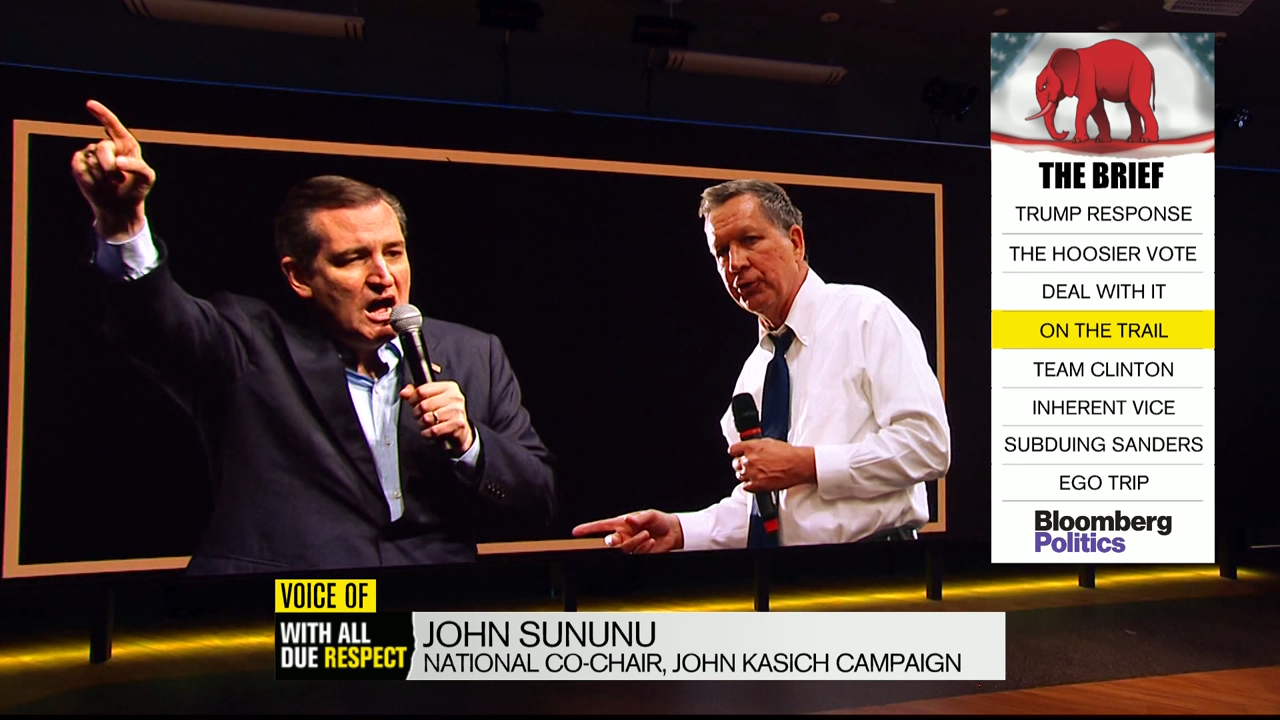 THE BRIEF
TRUMP RESPONSE
THE HOOSIER VOTE
DEAL WITH IT
ON THE TRAIL
TEAM CLINTON
INHERENT VICE
SUBDUING SANDERS
EGO TRIP
Bloomberg
Politics
VOICE OF
WITH ALL
DUE RESPECT
JOHN SUNUNU
NATIONAL CO-CHAIR, JOHN KASICH CAMPAIGN